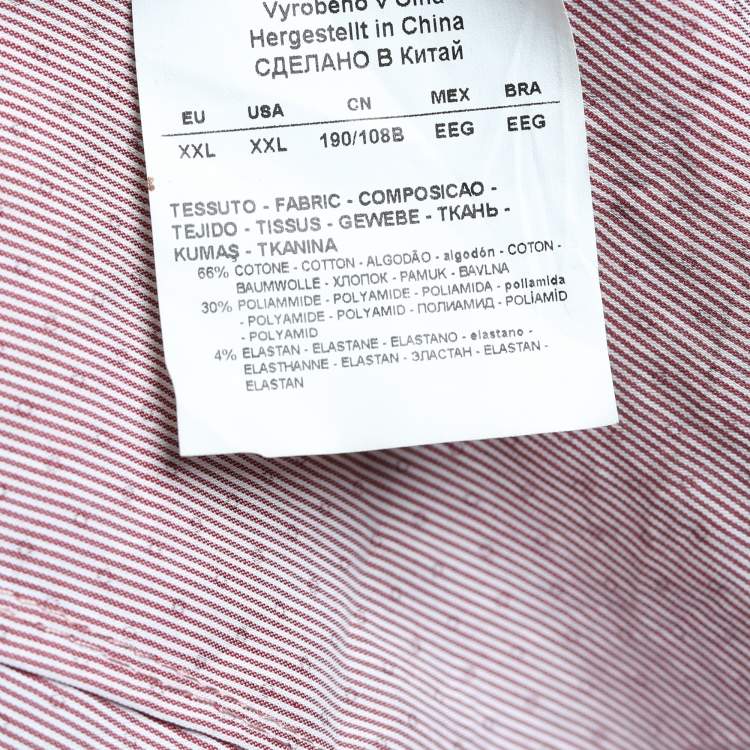 Vyrobeno v Číně
Hergestellt in China
СДЕЛАНО В Китай
EU USA CN MEX BRA
XXL XXL 190/108B EEG EEG
TESSUTO - FABRIC - COMPOSICAO -
TEJIDO - TISSUS - GEWEBE - ТКАНЬ -
KUMAŞ - TKANINA
66% COTONE - COTTON - ALGODÃO - algodón - COTON -
BAUMWOLLE - ХЛОПОК - PAMUK - BAVLNA
30% POLIAMMIDE - POLYAMIDE - POLIAMIDA - poliamida
- POLYAMIDE - POLYAMID - ПОЛИАМИД - POLİAMİD
- POLYAMID
4% ELASTAN - ELASTANE - ELASTANO - elastano -
ELASTHANNE - ELASTAN - ЭЛАСТАН - ELASTAN -
ELASTAN